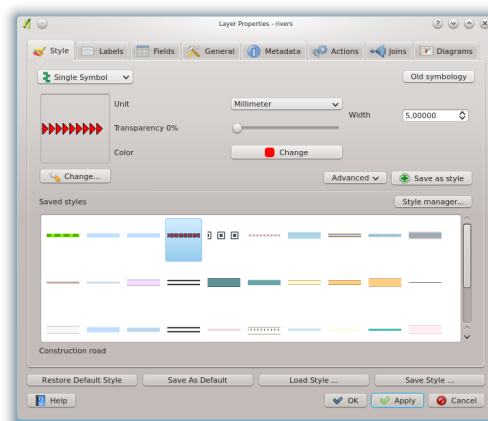 Layer Properties - rivers
Style Labels Fields General Metadata Actions Joins Diagrams
Single Symbol Old symbology
Unit Millimeter
Width 5,00000
Transparency 0%
Color Change
Change... Advanced Save as style
Saved styles Style manager...
Construction road
Restore Default Style Save As Default Load Style ... Save Style ...
Help OK Apply Cancel